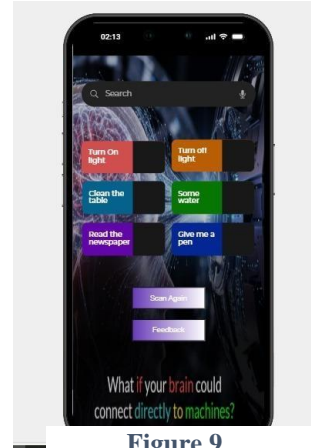 02:13
Search
Turn On
light
Turn off
light
Clean the
table
Some
water
Read the
newspaper
Give me a
pen
Scan Again
Feedback
What if your brain could
connect directly to machines?
Figure 9